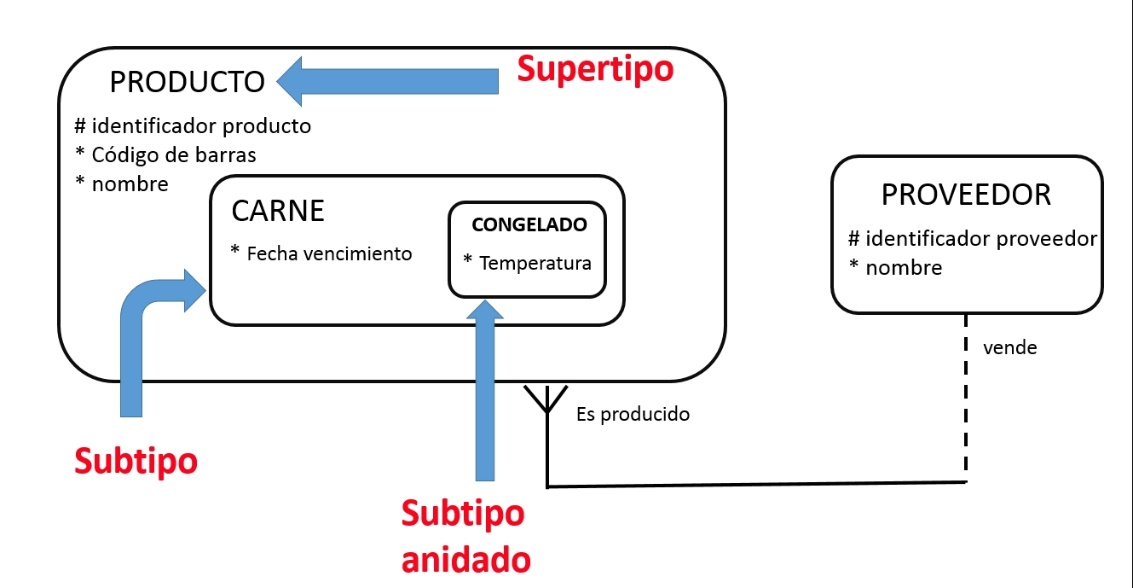 PRODUCTO
Supertipo
# identificador producto
* Código de barras
* nombre
CARNE
* Fecha vencimiento
CONGELADO
* Temperatura
PROVEEDOR
# identificador proveedor
* nombre
vende
Es producido
Subtipo
Subtipo
anidado